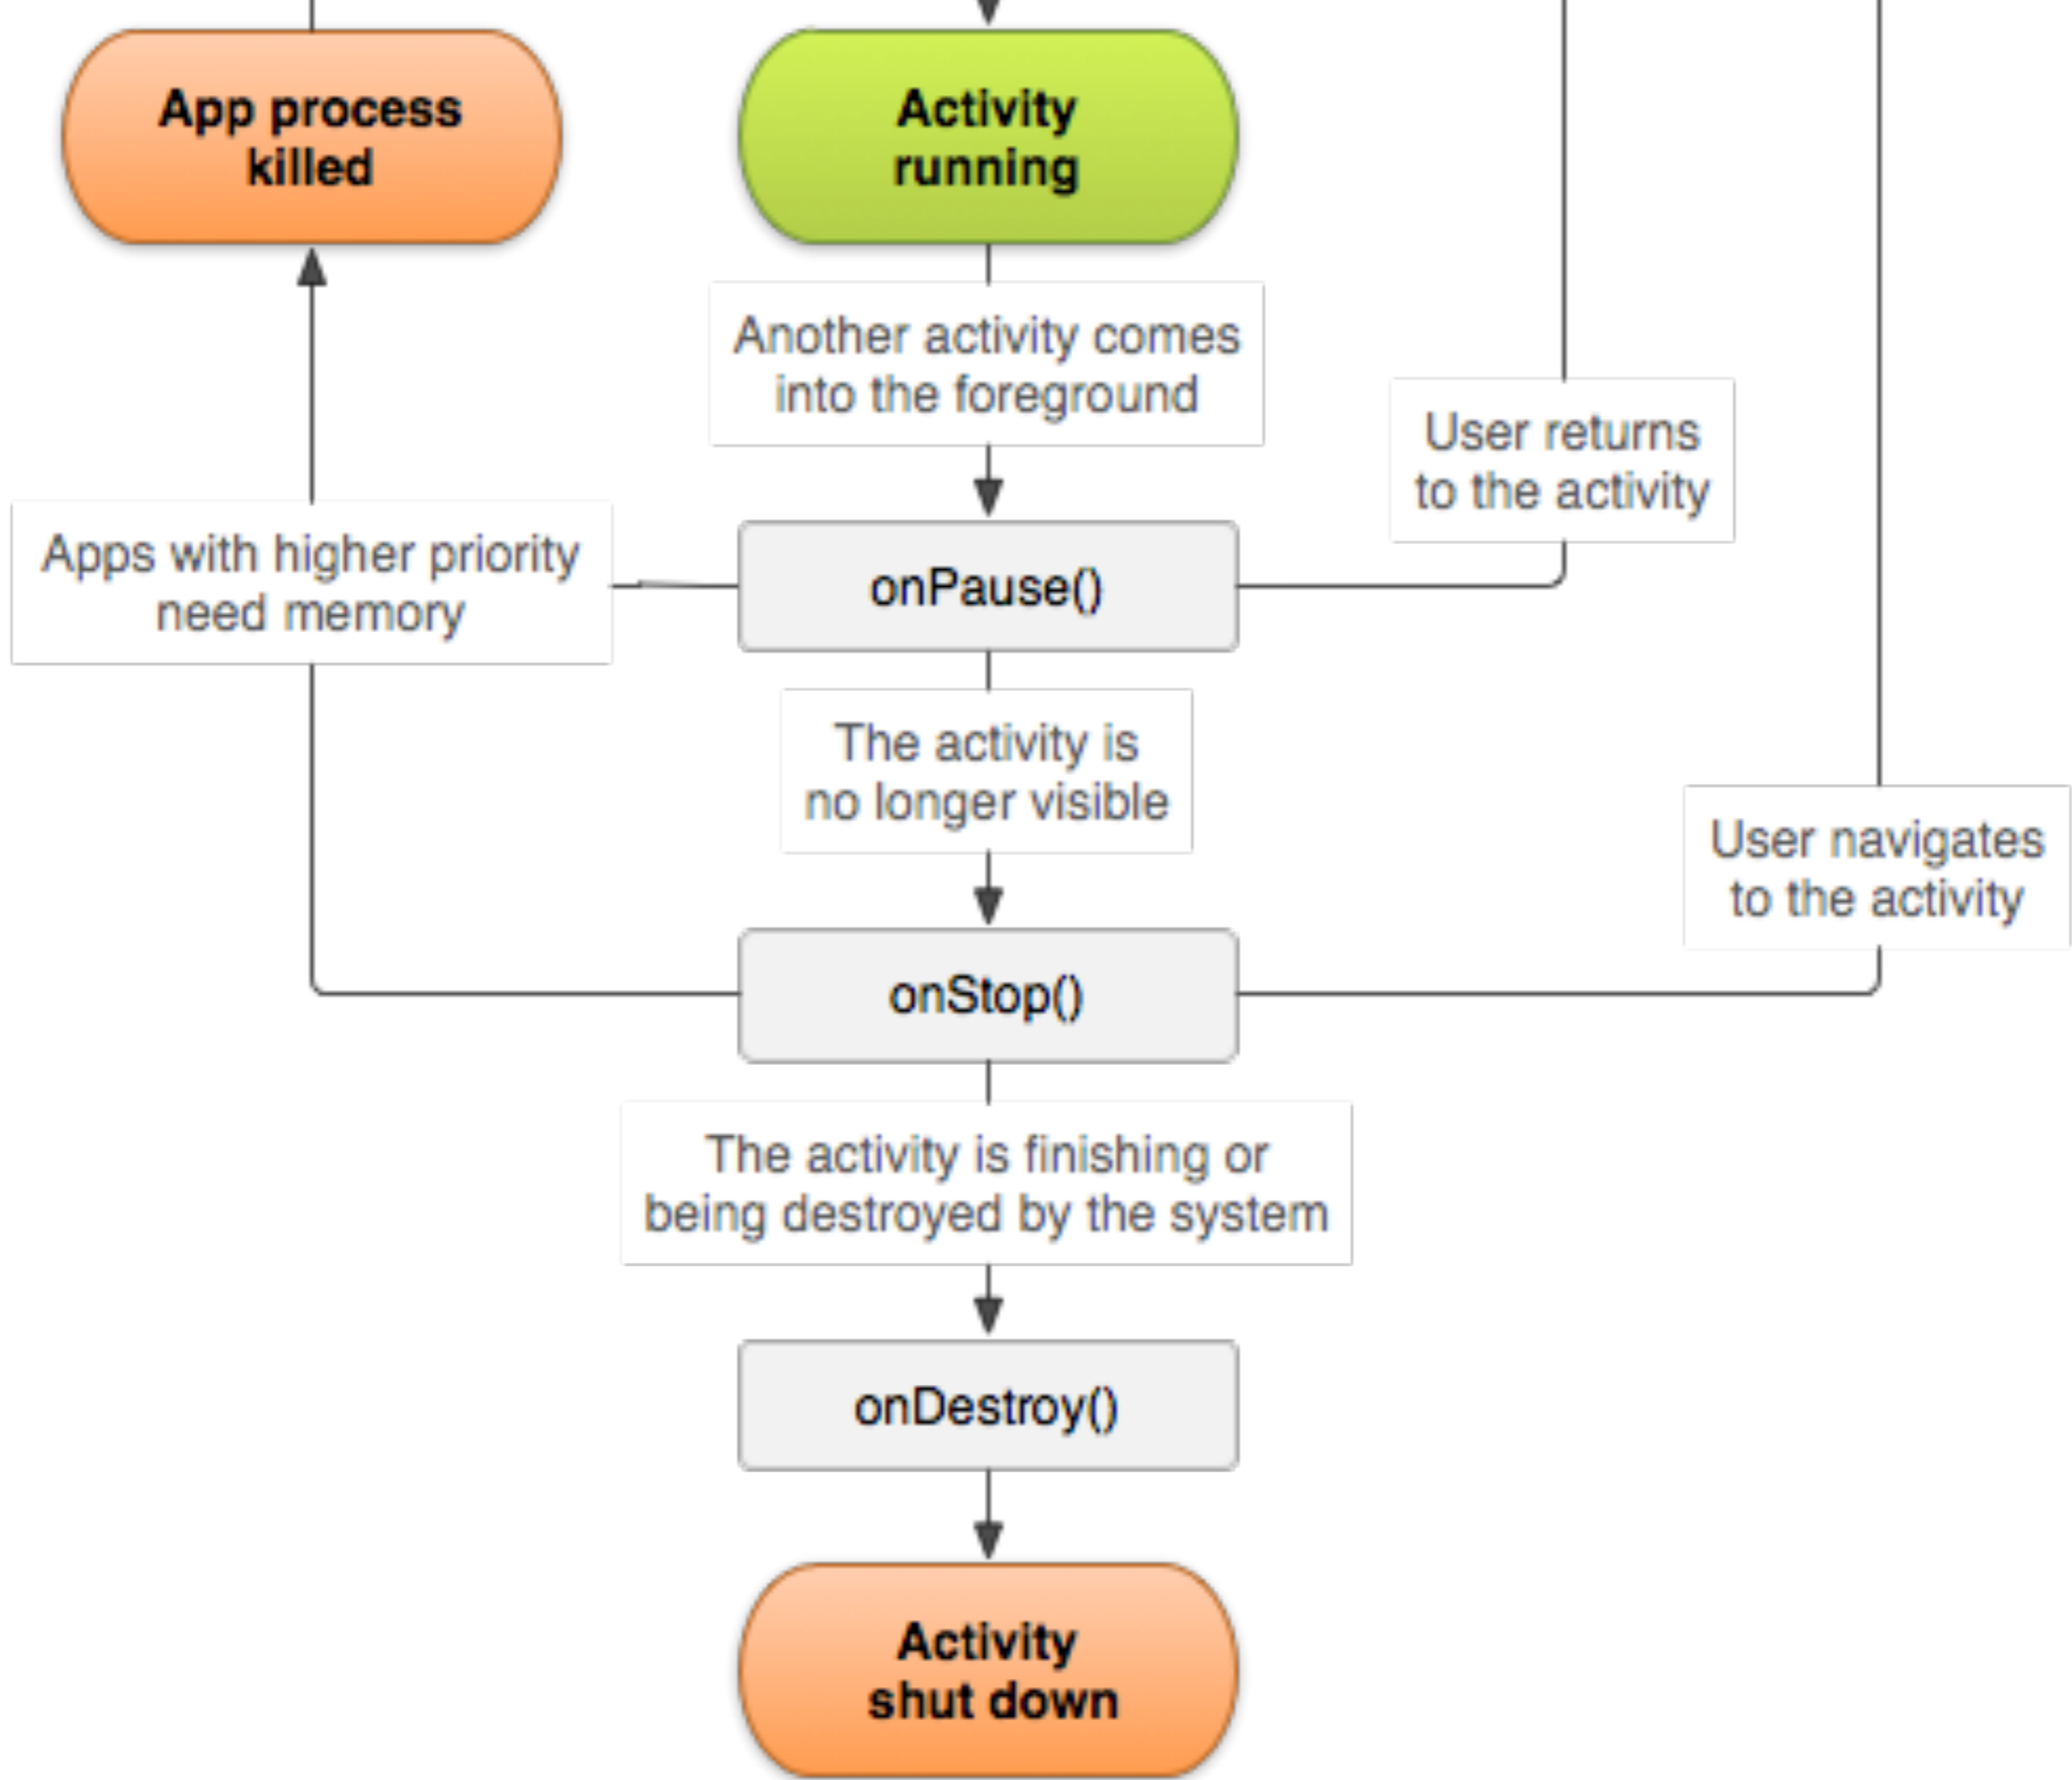 App process
killed
Activity
running
Another activity comes
into the foreground
User returns
to the activity
Apps with higher priority
need memory
onPause()
The activity is
no longer visible
User navigates
to the activity
onStop()
The activity is finishing or
being destroyed by the system
onDestroy()
Activity
shut down